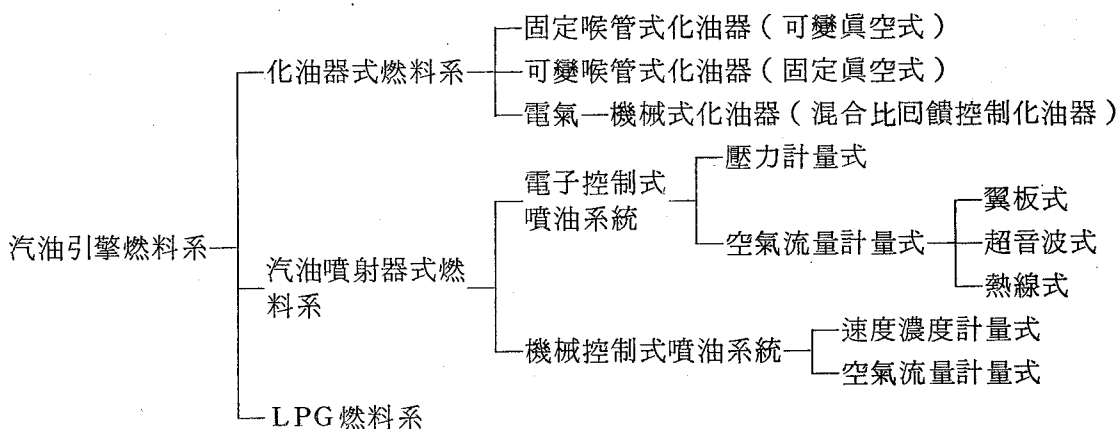 固定喉管式化油器（可變眞空式）
化油器式燃料系
可變喉管式化油器（固定眞空式）
電氣—機械式化油器（混合比回饋控制化油器）
壓力計量式
電子控制式
噴油系統
翼板式
空氣流量計量式
超音波式
汽油引擎燃料系
汽油噴射器式燃
料系
熱線式
速度濃度計量式
機械控制式噴油系統
空氣流量計量式
LPG燃料系